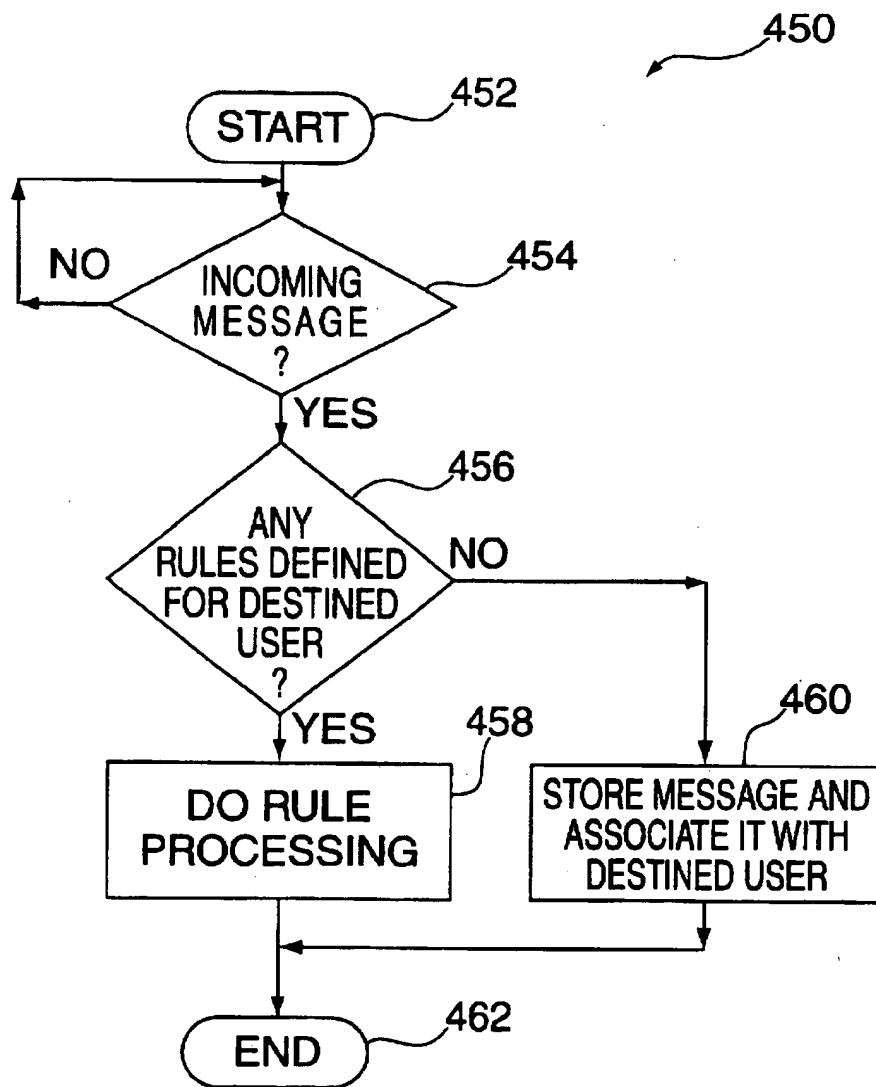 450
452
START
NO
454
INCOMING
MESSAGE
?
YES
456
ANY
RULES DEFINED
FOR DESTINED
USER
?
NO
YES
458
460
DO RULE
PROCESSING
STORE MESSAGE AND
ASSOCIATE IT WITH
DESTINED USER
END
462